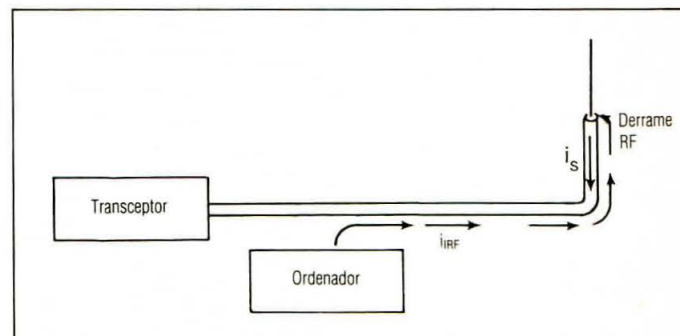 Derrame
RF
iS
Transceptor
iIRF
Ordenador